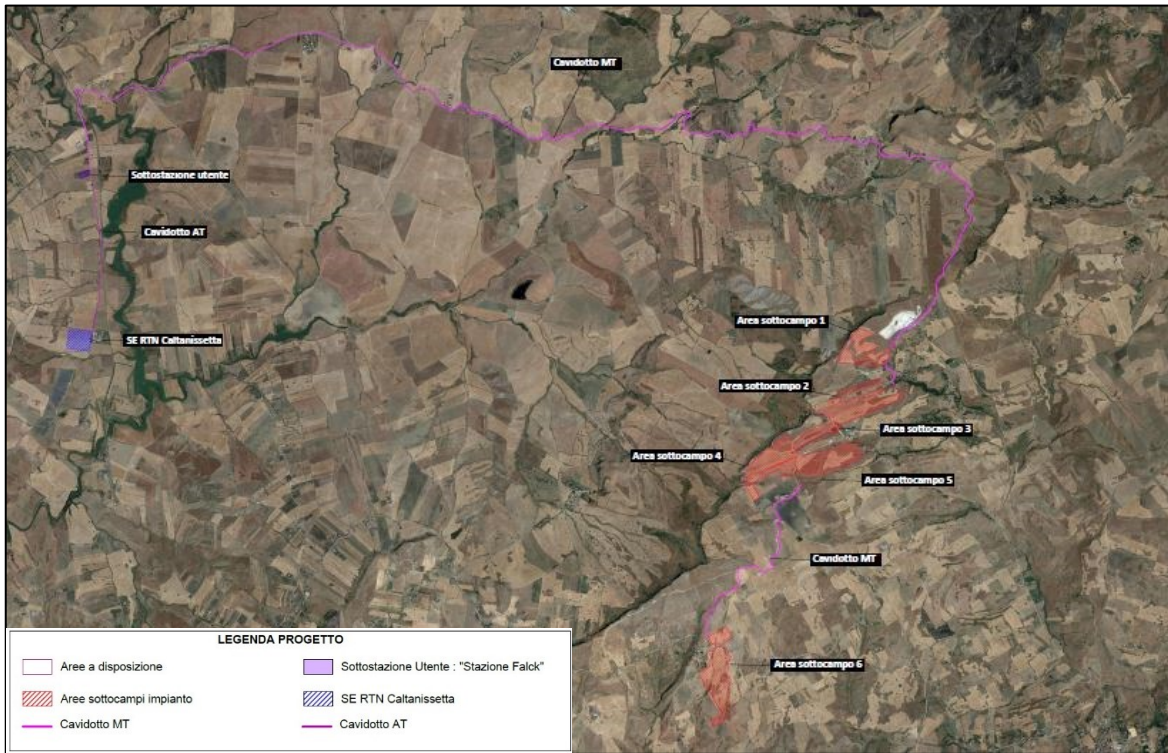 Cavidotto MT
Sottostazione utente
Cavidotto AT
Area sottocampo 1
SE RTN Caltanissetta
Area sottocampo 2
Area sottocampo 3
Area sottocampo 4
Area sottocampo 5
Cavidotto MT
Area sottocampo 6
LEGENDA PROGETTO
Aree a disposizione
Sottostazione Utente : "Stazione Falck"
Aree sottocampi impianto
SE RTN Caltanissetta
Cavidotto MT
Cavidotto AT